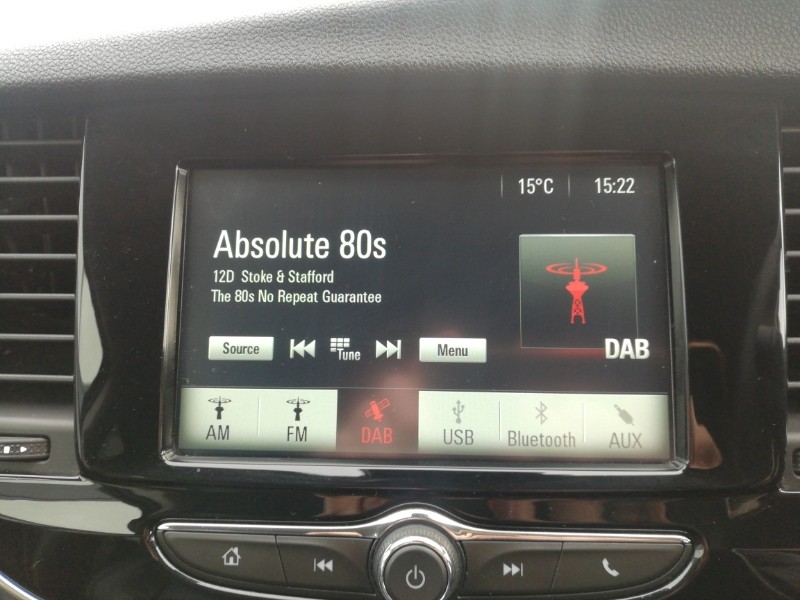 15°C 15:22
Absolute 80s
12D Stoke & Stafford
The 80s No Repeat Guarantee
DAB
Source Tune Menu
AM FM DAB USB Bluetooth AUX